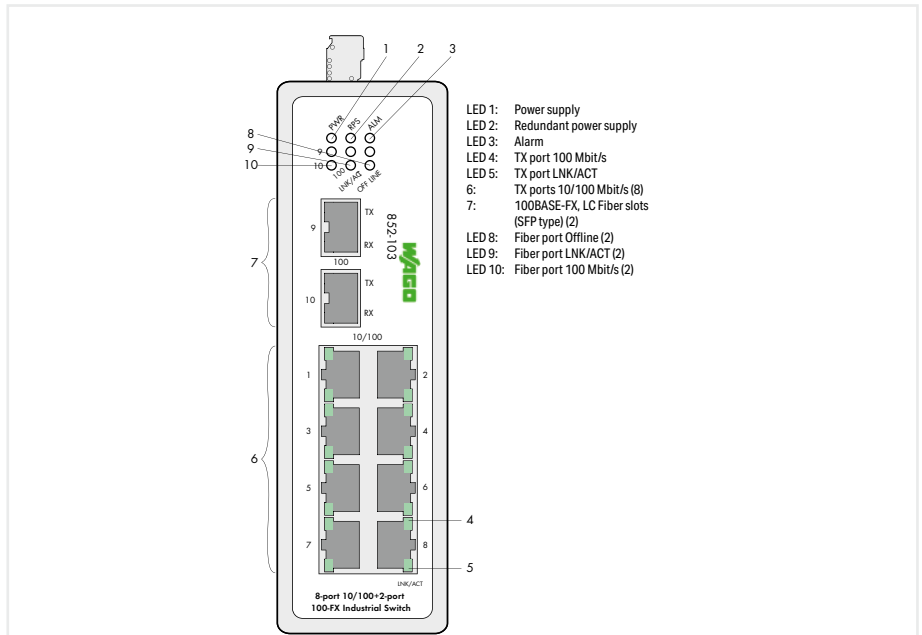 1 2 3
PWR RPS ALM
8
9 9
10 10
100 LNK/ACT OFF LINE
LED 1: Power supply
LED 2: Redundant power supply
LED 3: Alarm
LED 4: TX port 100 Mbit/s
LED 5: TX port LNK/ACT
6: TX ports 10/100 Mbit/s (8)
7: 100BASE-FX, LC Fiber slots
(SFP type) (2)
LED 8: Fiber port Offline (2)
LED 9: Fiber port LNK/ACT (2)
LED 10: Fiber port 100 Mbit/s (2)
7
9 TX
RX
100
10 TX
RX
852-103
WAGO
10/100
6
1 2
3 4
5 6
7 8
4
5
LNK/ACT
8-port 10/100+2-port
100-FX Industrial Switch